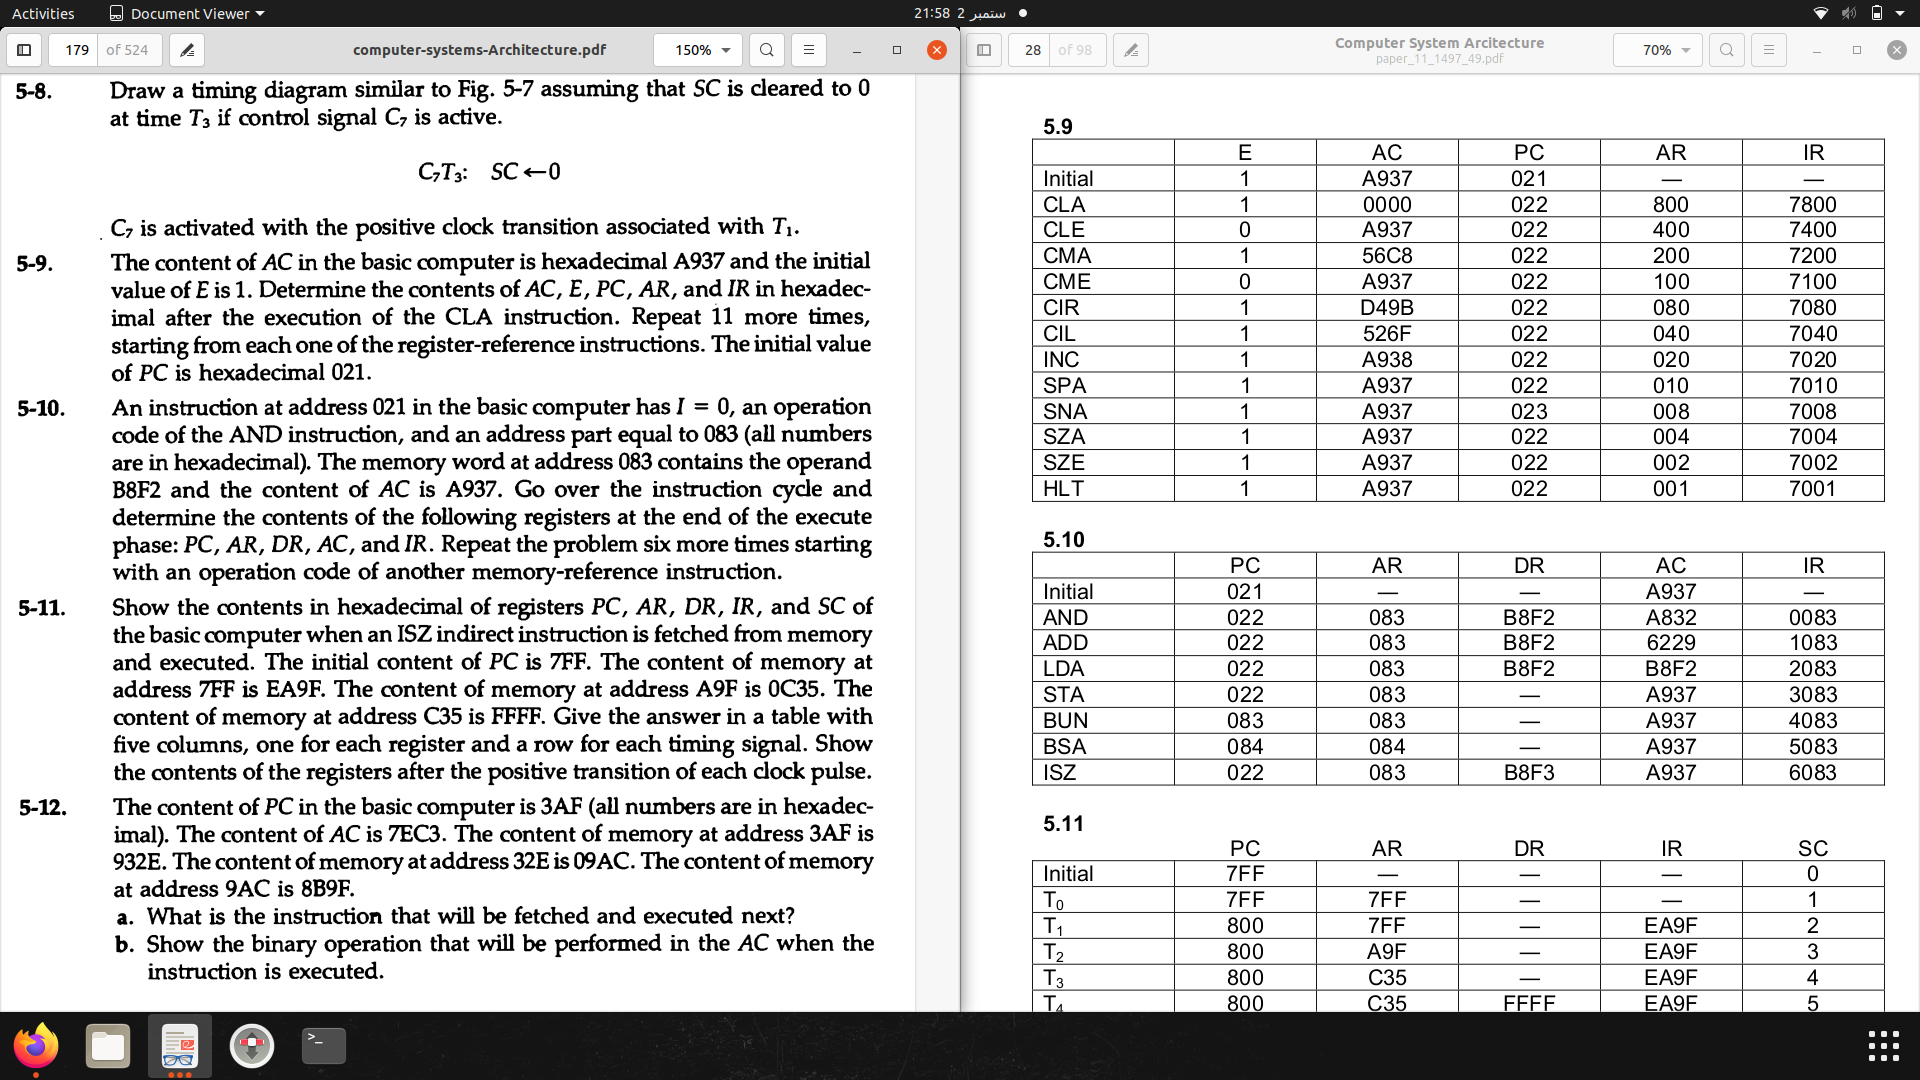 Activities
Document Viewer
21:58 2 ستمبر
179 of 524
computer-systems-Architecture.pdf
150%
28 of 98
Computer System Arcitecture
paper_11_1497_49.pdf
70%
5-8. Draw a timing diagram similar to Fig. 5-7 assuming that SC is cleared to 0
at time T₃ if control signal C₇ is active.
C₇T₃: SC ←0
C₇ is activated with the positive clock transition associated with T₁.
5-9. The content of AC in the basic computer is hexadecimal A937 and the initial
value of E is 1. Determine the contents of AC, E, PC, AR, and IR in hexadec-
imal after the execution of the CLA instruction. Repeat 11 more times,
starting from each one of the register-reference instructions. The initial value
of PC is hexadecimal 021.
5-10. An instruction at address 021 in the basic computer has I = 0, an operation
code of the AND instruction, and an address part equal to 083 (all numbers
are in hexadecimal). The memory word at address 083 contains the operand
B8F2 and the content of AC is A937. Go over the instruction cycle and
determine the contents of the following registers at the end of the execute
phase: PC, AR, DR, AC, and IR. Repeat the problem six more times starting
with an operation code of another memory-reference instruction.
5-11. Show the contents in hexadecimal of registers PC, AR, DR, IR, and SC of
the basic computer when an ISZ indirect instruction is fetched from memory
and executed. The initial content of PC is 7FF. The content of memory at
address 7FF is EA9F. The content of memory at address A9F is 0C35. The
content of memory at address C35 is FFFF. Give the answer in a table with
five columns, one for each register and a row for each timing signal. Show
the contents of the registers after the positive transition of each clock pulse.
5-12. The content of PC in the basic computer is 3AF (all numbers are in hexadec-
imal). The content of AC is 7EC3. The content of memory at address 3AF is
932E. The content of memory at address 32E is 09AC. The content of memory
at address 9AC is 8B9F.
a. What is the instruction that will be fetched and executed next?
b. Show the binary operation that will be performed in the AC when the
instruction is executed.
5.9
E AC PC AR IR
Initial 1 A937 021 — —
CLA 1 0000 022 800 7800
CLE 0 A937 022 400 7400
CMA 1 56C8 022 200 7200
CME 0 A937 022 100 7100
CIR 1 D49B 022 080 7080
CIL 1 526F 022 040 7040
INC 1 A938 022 020 7020
SPA 1 A937 022 010 7010
SNA 1 A937 023 008 7008
SZA 1 A937 022 004 7004
SZE 1 A937 022 002 7002
HLT 1 A937 022 001 7001
5.10
PC AR DR AC IR
Initial 021 — — A937 —
AND 022 083 B8F2 A832 0083
ADD 022 083 B8F2 6229 1083
LDA 022 083 B8F2 B8F2 2083
STA 022 083 — A937 3083
BUN 083 083 — A937 4083
BSA 084 084 — A937 5083
ISZ 022 083 B8F3 A937 6083
5.11
PC AR DR IR SC
Initial 7FF — — — 0
T₀ 7FF 7FF — — 1
T₁ 800 7FF — EA9F 2
T₂ 800 A9F — EA9F 3
T₃ 800 C35 — EA9F 4
T₄ 800 C35 FFFF EA9F 5